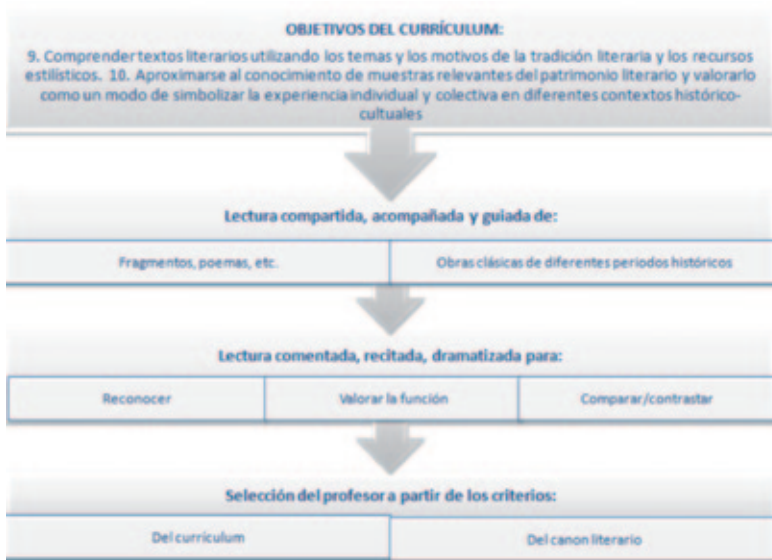 OBJETIVOS DEL CURRÍCULUM:
9. Comprender textos literarios utilizando los temas y los motivos de la tradición literaria y los recursos
estilísticos. 10. Aproximarse al conocimiento de muestras relevantes del patrimonio literario y valorarlo
como un modo de simbolizar la experiencia individual y colectiva en diferentes contextos histórico-
cultuales
Lectura compartida, acompañada y guiada de:
Fragmentos, poemas, etc.
Obras clásicas de diferentes periodos históricos
Lectura comentada, recitada, dramatizada para:
Reconocer
Valorar la función
Comparar/contrastar
Selección del profesor a partir de los criterios:
Del currículum
Del canon literario